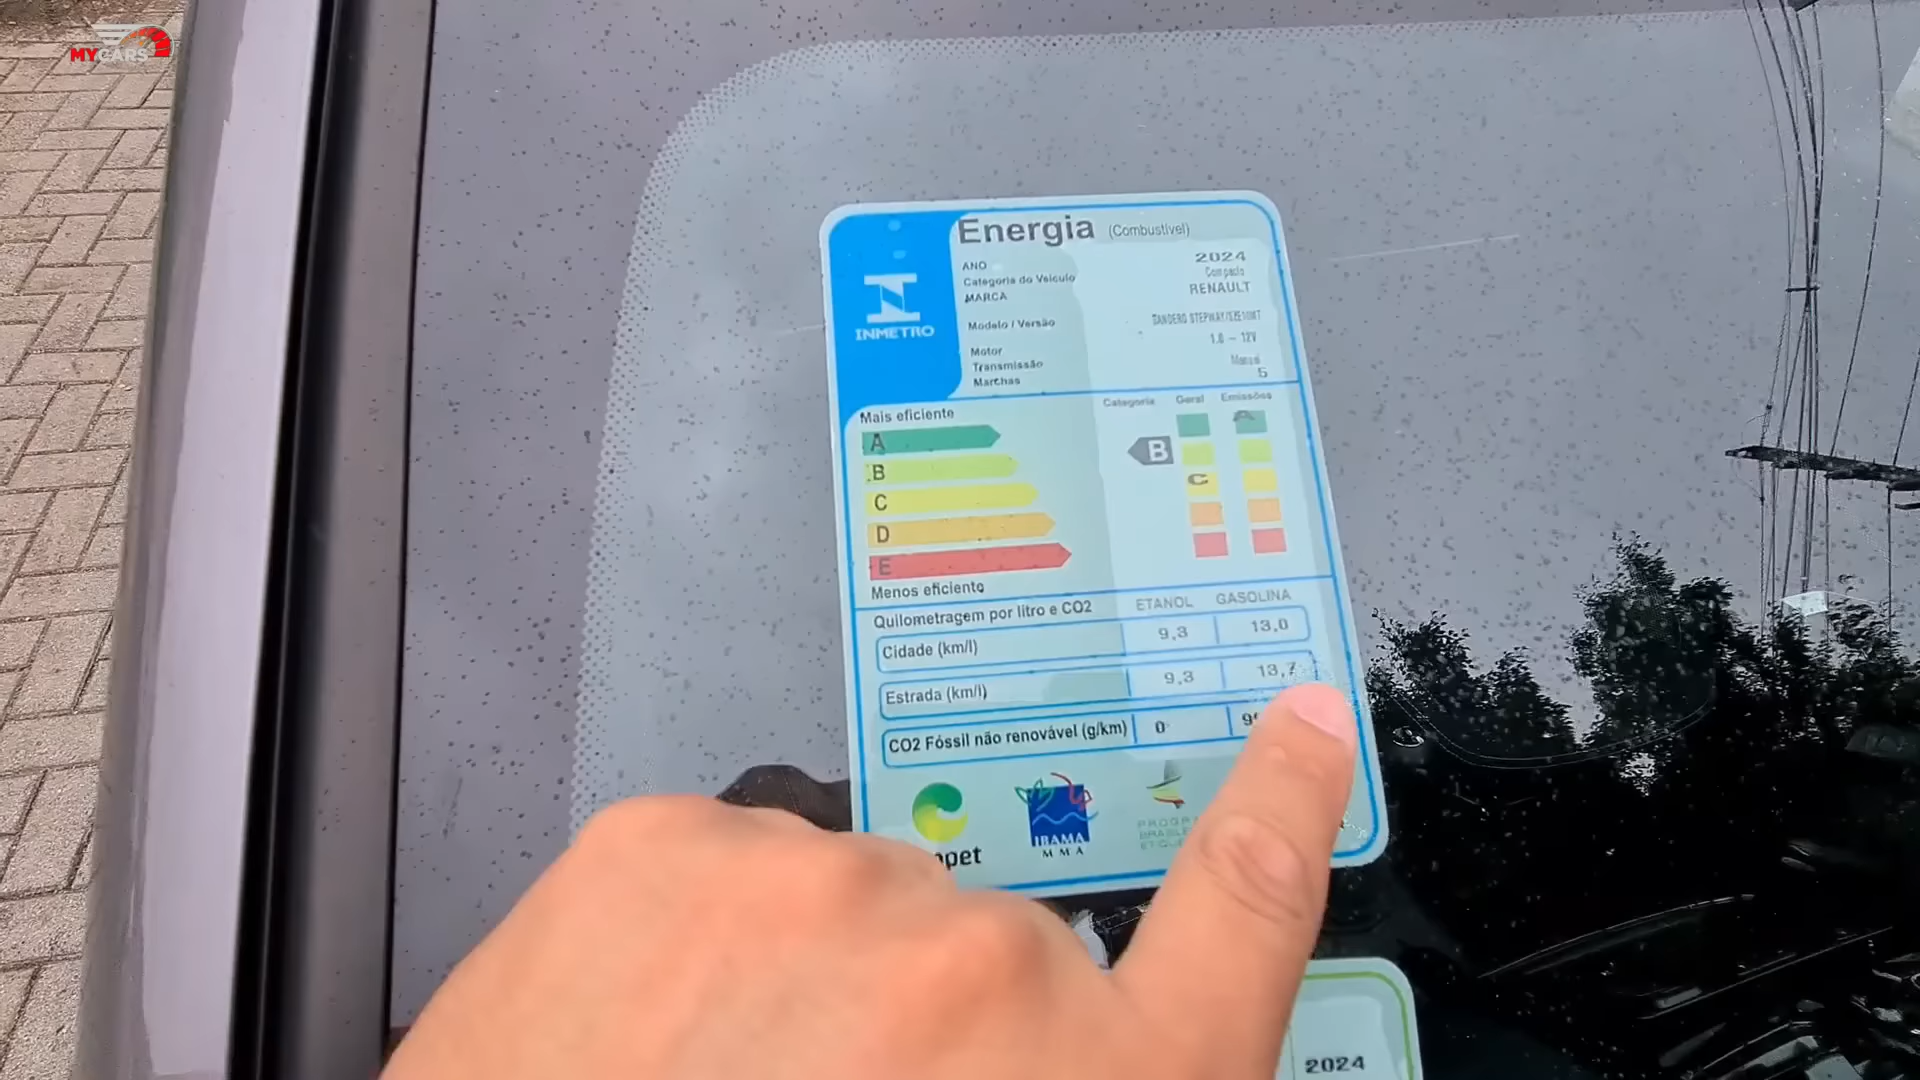 MYCARS
Energia (Combustível)
ANO 2024
Categoria do Veículo Compacto
MARCA RENAULT
Modelo / Versão SANDERO
Motor 1.0 - 12V
Transmissão Manual
Marchas 5
INMETRO
Mais eficiente
Categoria Geral Emissões
A A
B B
C C
D
E
Menos eficiente
Quilometragem por litro e CO2 ETANOL GASOLINA
Cidade (km/l) 9,3 13,0
Estrada (km/l) 9,3 13,7
CO2 Fóssil não renovável (g/km) 0
IBAMA
MMA
2024